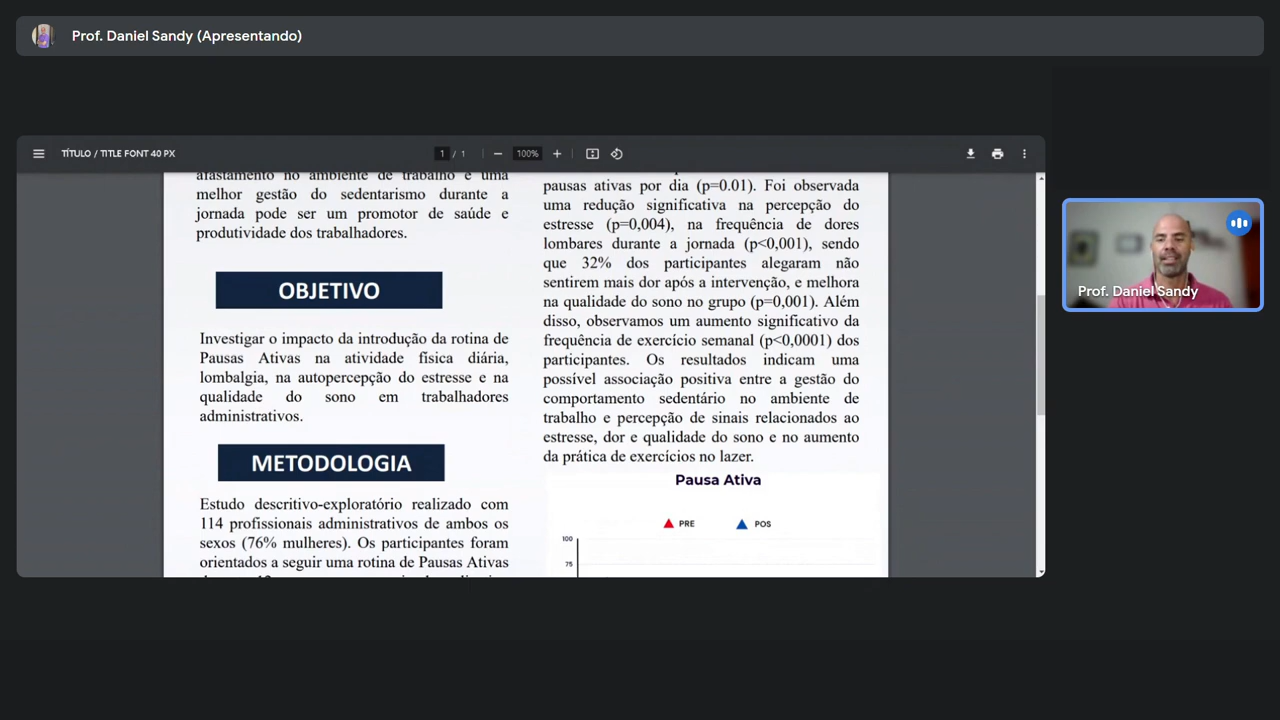 Prof. Daniel Sandy (Apresentando)
TÍTULO / TITLE FONT 40 PX
1 / 1
100%
afastamento no ambiente de trabalho e uma
melhor gestão do sedentarismo durante a
jornada pode ser um promotor de saúde e
produtividade dos trabalhadores.
OBJETIVO
Investigar o impacto da introdução da rotina de
Pausas Ativas na atividade física diária,
lombalgia, na autopercepção do estresse e na
qualidade do sono em trabalhadores
administrativos.
METODOLOGIA
Estudo descritivo-exploratório realizado com
114 profissionais administrativos de ambos os
sexos (76% mulheres). Os participantes foram
orientados a seguir uma rotina de Pausas Ativas
pausas ativas por dia (p=0.01). Foi observada
uma redução significativa na percepção do
estresse (p=0,004), na frequência de dores
lombares durante a jornada (p<0,001), sendo
que 32% dos participantes alegaram não
sentirem mais dor após a intervenção, e melhora
na qualidade do sono no grupo (p=0,001). Além
disso, observamos um aumento significativo da
frequência de exercício semanal (p<0,0001) dos
participantes. Os resultados indicam uma
possível associação positiva entre a gestão do
comportamento sedentário no ambiente de
trabalho e percepção de sinais relacionados ao
estresse, dor e qualidade do sono e no aumento
da prática de exercícios no lazer.
Pausa Ativa
PRE
POS
100
75
Prof. Daniel Sandy